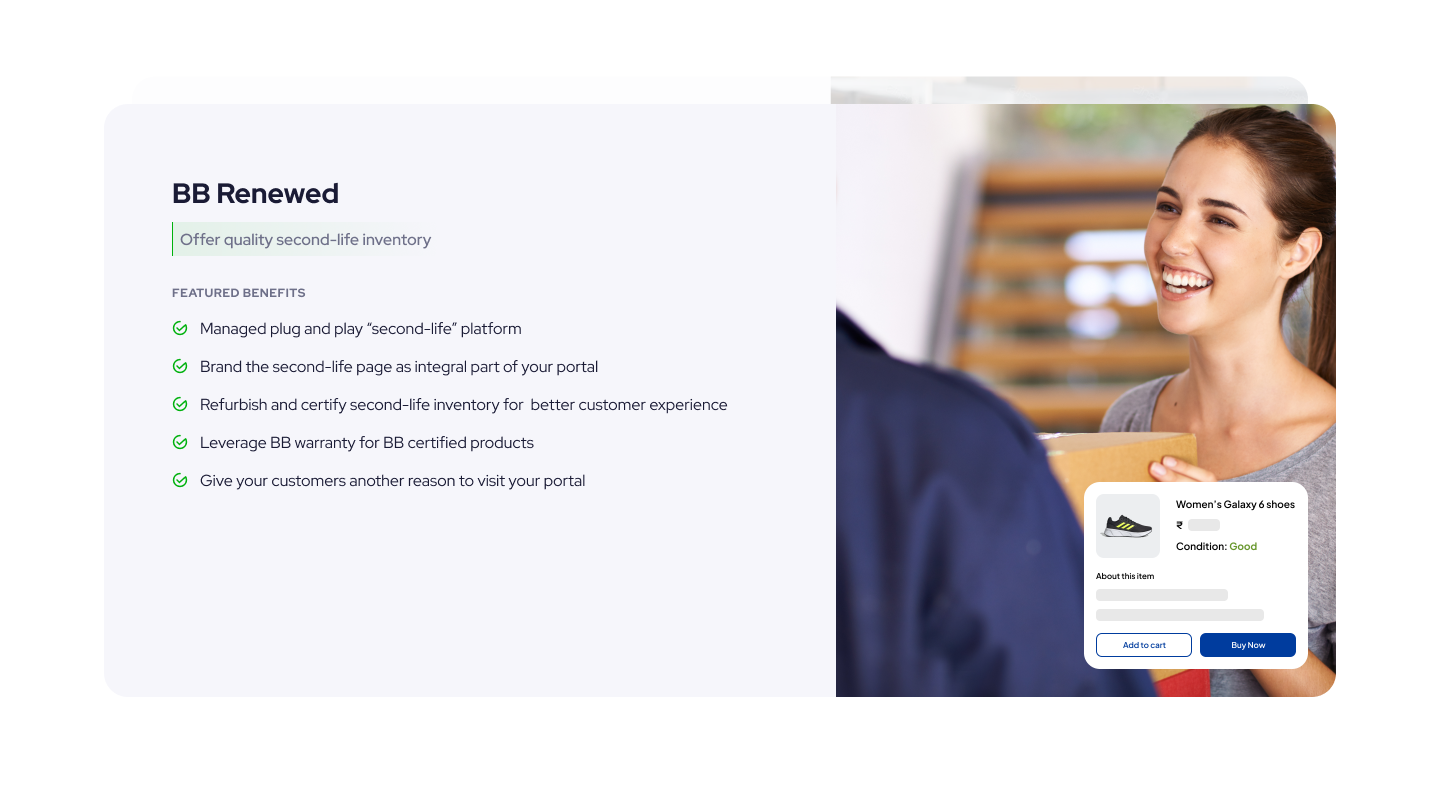 BB Renewed
Offer quality second-life inventory
FEATURED BENEFITS
Managed plug and play “second-life” platform
Brand the second-life page as integral part of your portal
Refurbish and certify second-life inventory for  better customer experience
Leverage BB warranty for BB certified products
Give your customers another reason to visit your portal
Women's Galaxy 6 shoes
₹
Condition: Good
About this item
Add to cart
Buy Now